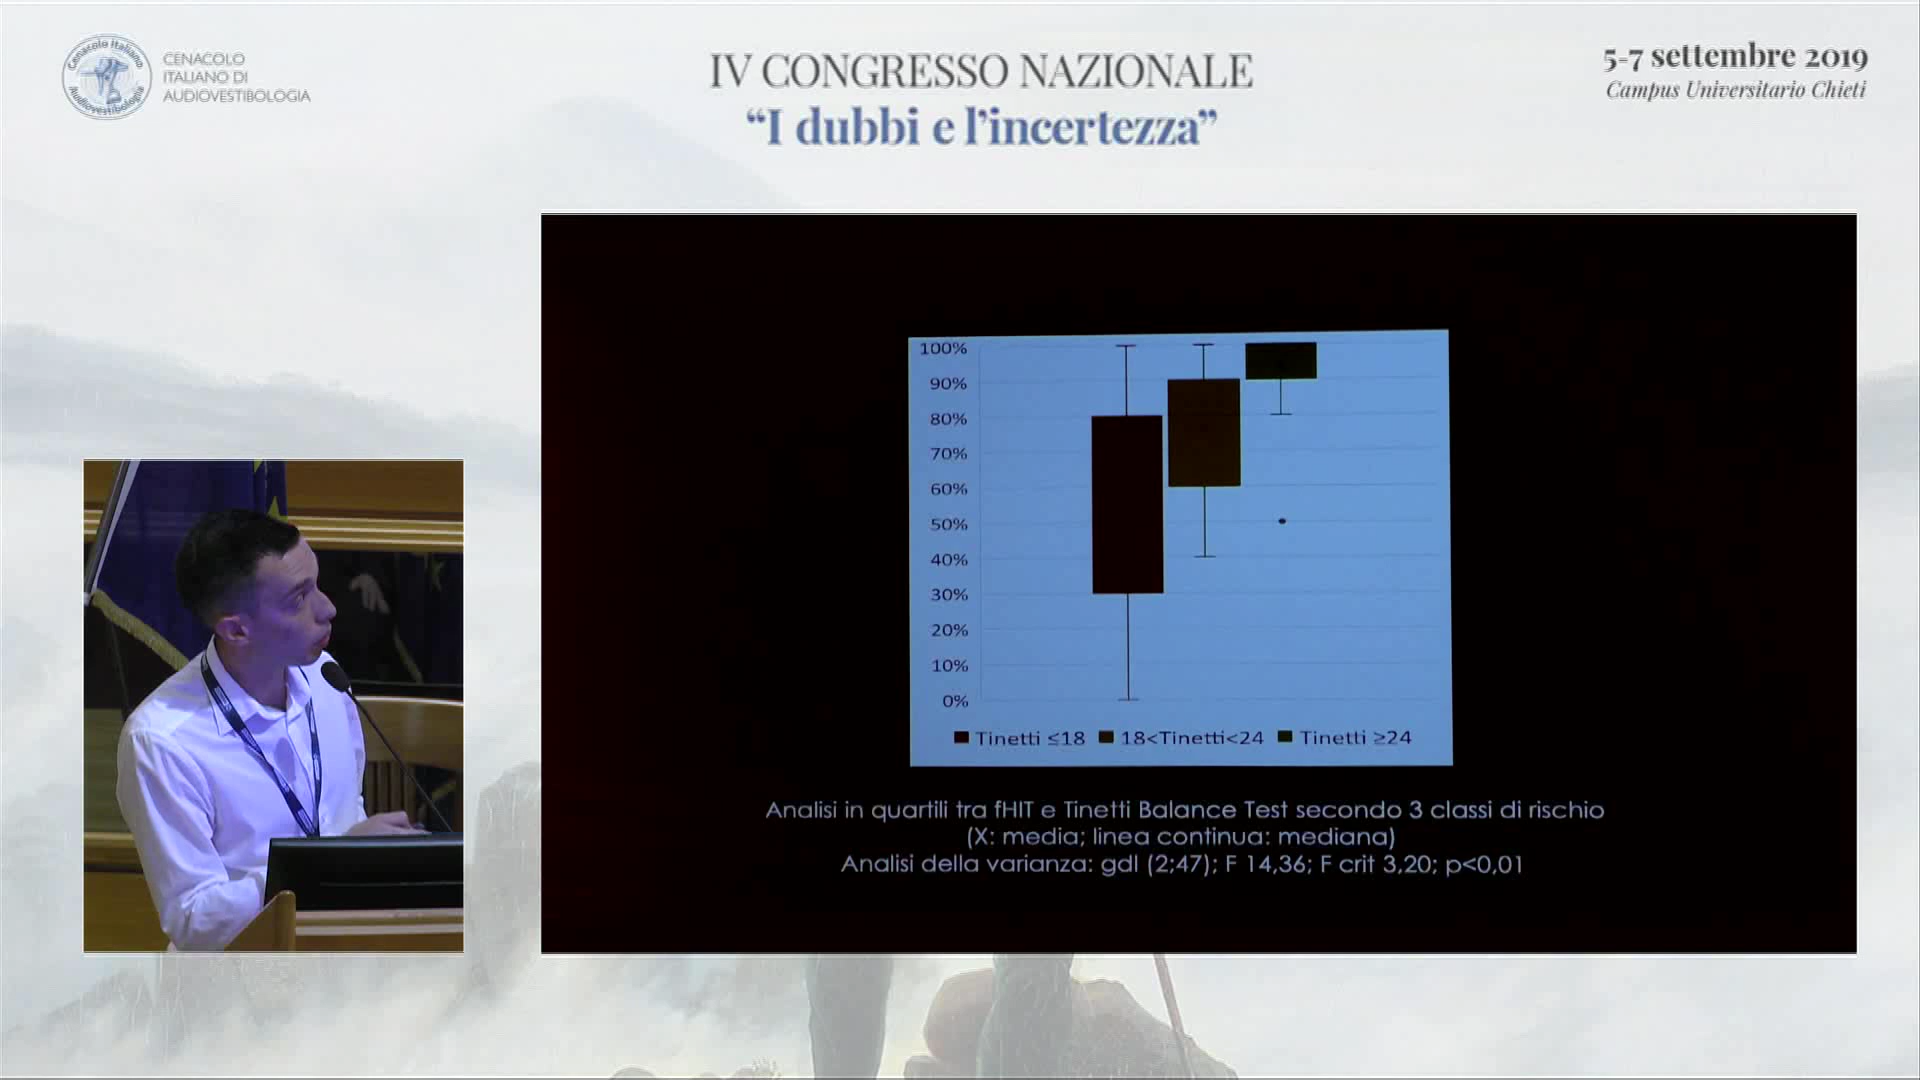 Cenacolo Italiano
Audiovestibologia
CENACOLO
ITALIANO DI
AUDIOVESTIBOLOGIA
IV CONGRESSO NAZIONALE
“I dubbi e l’incertezza”
5-7 settembre 2019
Campus Universitario Chieti
100%
90%
80%
70%
60%
50%
40%
30%
20%
10%
0%
Tinetti ≤18 18<Tinetti<24 Tinetti ≥24
Analisi in quartili tra fHIT e Tinetti Balance Test secondo 3 classi di rischio
(X: media; linea continua: mediana)
Analisi della varianza: gdl (2;47); F 14,36; F crit 3,20; p<0,01